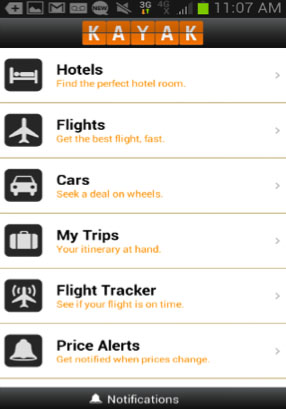 3G 4G 11:07 AM
KAYAK
Hotels
Find the perfect hotel room.
Flights
Get the best flight, fast.
Cars
Seek a deal on wheels.
My Trips
Your itinerary at hand.
Flight Tracker
See if your flight is on time.
Price Alerts
Get notified when prices change.
Notifications